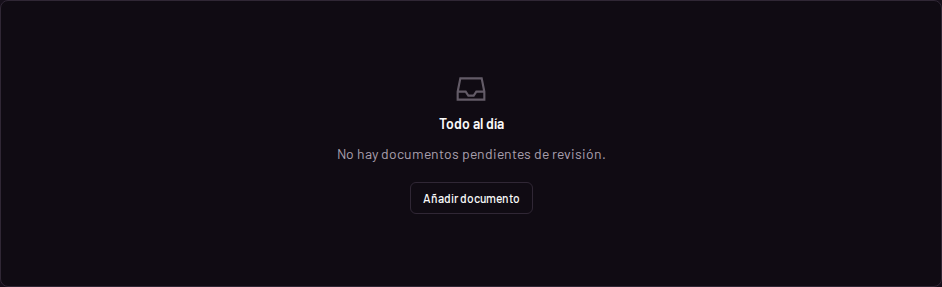 Todo al día
No hay documentos pendientes de revisión.
Añadir documento